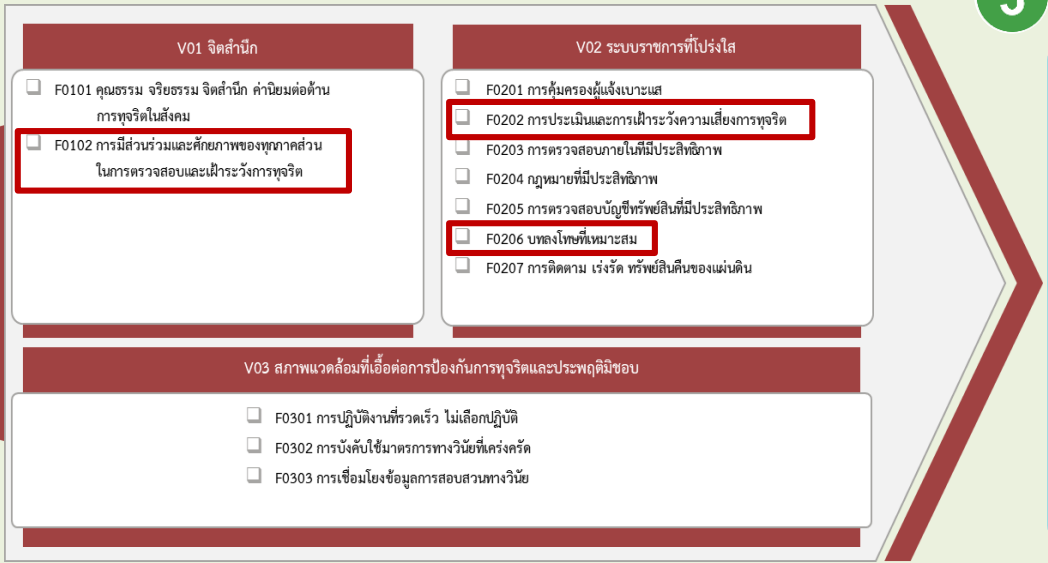 3
V01 จิตสำนึก
F0101 คุณธรรม จริยธรรม จิตสำนึก ค่านิยมต่อต้าน
การทุจริตในสังคม
F0102 การมีส่วนร่วมและศักยภาพของทุกภาคส่วน
ในการตรวจสอบและเฝ้าระวังการทุจริต
V02 ระบบราชการที่โปร่งใส
F0201 การคุ้มครองผู้แจ้งเบาะแส
F0202 การประเมินและการเฝ้าระวังความเสี่ยงการทุจริต
F0203 การตรวจสอบภายในที่มีประสิทธิภาพ
F0204 กฎหมายที่มีประสิทธิภาพ
F0205 การตรวจสอบบัญชีทรัพย์สินที่มีประสิทธิภาพ
F0206 บทลงโทษที่เหมาะสม
F0207 การติดตาม เร่งรัด ทรัพย์สินคืนของแผ่นดิน
V03 สภาพแวดล้อมที่เอื้อต่อการป้องกันการทุจริตและประพฤติมิชอบ
F0301 การปฏิบัติงานที่รวดเร็ว ไม่เลือกปฏิบัติ
F0302 การบังคับใช้มาตรการทางวินัยที่เคร่งครัด
F0303 การเชื่อมโยงข้อมูลการสอบสวนทางวินัย